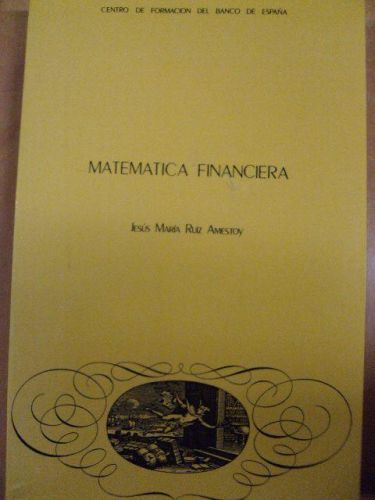 CENTRO DE FORMACION DEL BANCO DE ESPAÑA
MATEMATICA FINANCIERA
JESÚS MARÍA RUIZ AMESTOY